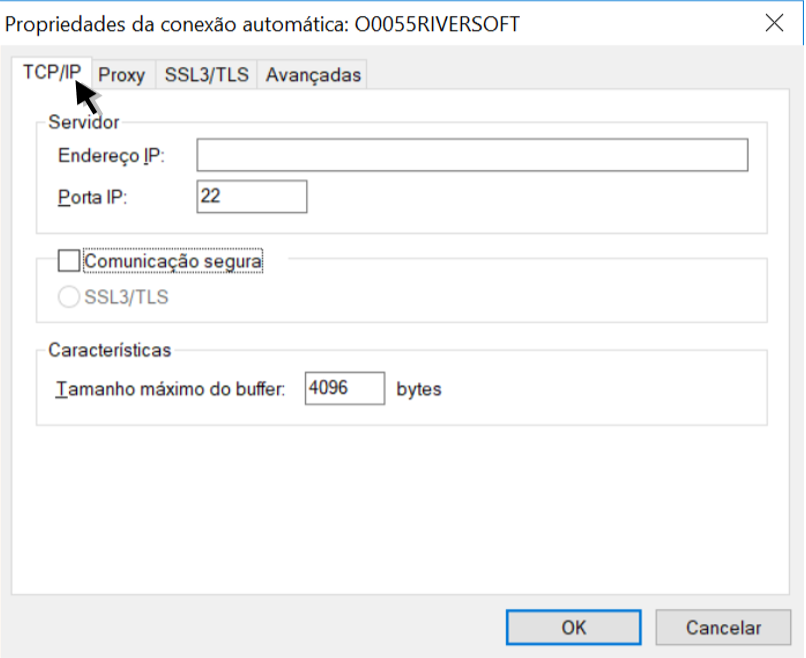 Propriedades da conexão automática: O0055RIVERSOFT
TCP/IP Proxy SSL3/TLS Avançadas
Servidor
Endereço IP:
Porta IP: 22
Comunicação segura
SSL3/TLS
Características
Tamanho máximo do buffer: 4096 bytes
OK Cancelar